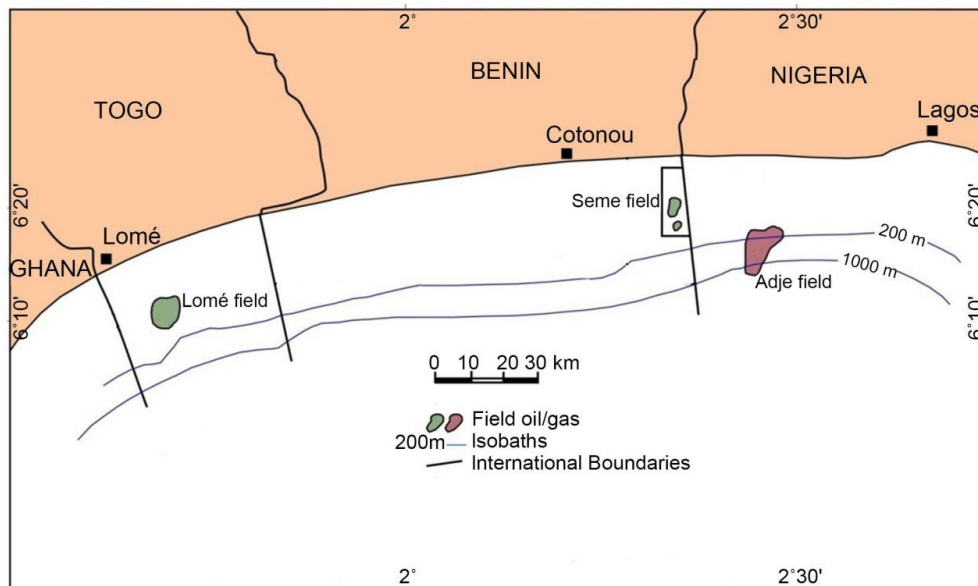 2° 2°30'
BENIN NIGERIA
TOGO
Lagos
Cotonou
6°20' Seme field 6°20'
Lomé 200 m
GHANA 1000 m
Lomé field Adje field
6°10' 6°10'
0 10 20 30 km
Field oil/gas
200m Isobaths
International Boundaries
2° 2°30'